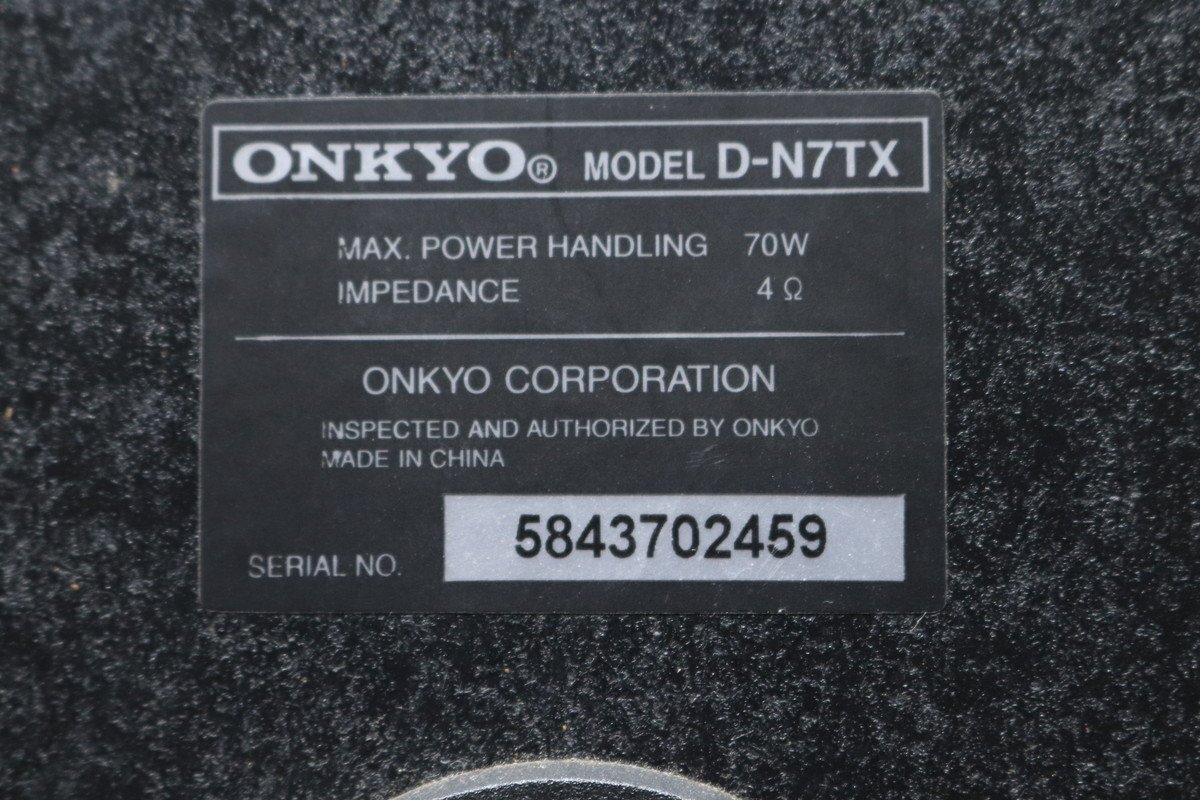 ONKYO® MODEL D-N7TX
MAX. POWER HANDLING 70W
IMPEDANCE 4 Ω
ONKYO CORPORATION
INSPECTED AND AUTHORIZED BY ONKYO
MADE IN CHINA
SERIAL NO. 5843702459